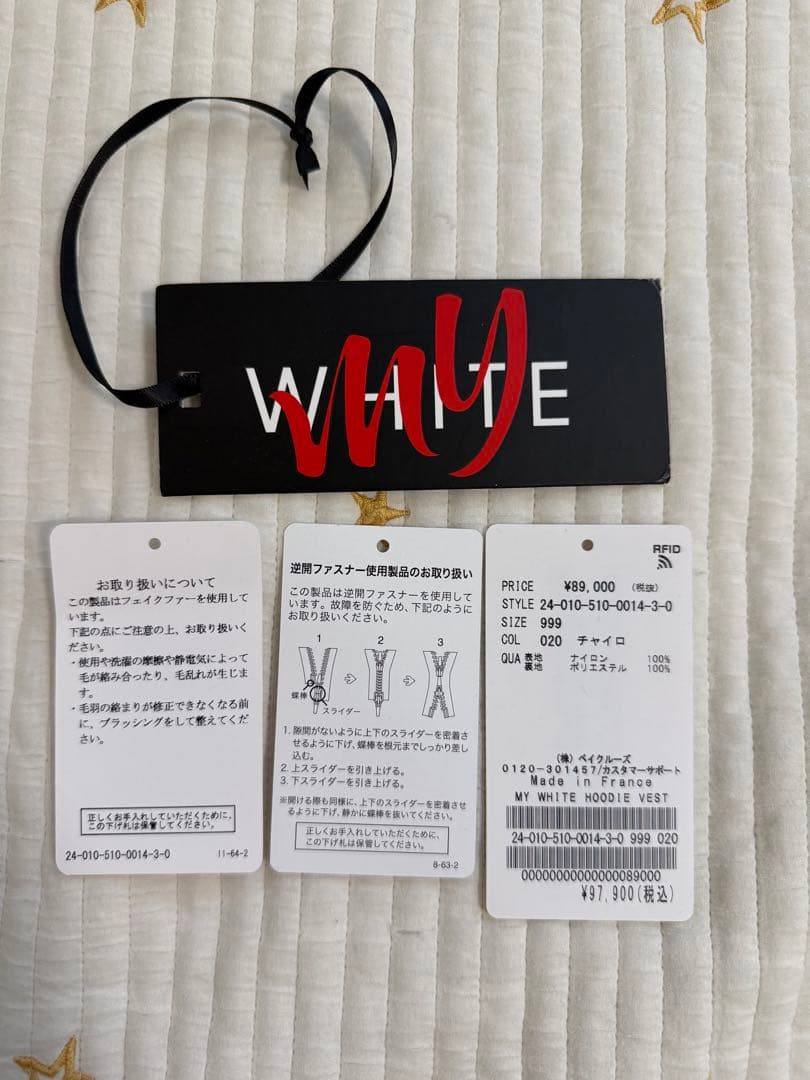 MY
WHITE
お取り扱いについて
この製品はフェイクファーを使用して
います。
下記の点にご注意の上、お取り扱いく
ださい。
・使用や洗濯の摩擦や静電気によって
毛が絡み合ったり、毛乱れが生じま
す。
・毛羽の絡まりが修正できなくなる前
に、ブラッシングをして整えてくだ
さい。
正しくお手入れしていただくために、
この下げ札は保管してください。
24-010-510-0014-3-0 11-64-2
逆開ファスナー使用製品のお取り扱い
この製品は逆開ファスナーを使用して
います。故障を防ぐため、下記のように
お取り扱いください。
1 2 3
蝶棒
スライダー
1. 隙間がないように上下のスライダーを密着さ
せるように下げ、蝶棒を根元までしっかり差し
込む。
2. 上スライダーを引き上げる。
3. 下スライダーを引き上げる。
※開ける際も同様に、上下のスライダーを密着させ
るように下げ、静かに蝶棒を抜いてください。
正しくお手入れしていただくために、
この下げ札は保管してください。
8-63-2
RFID
PRICE ¥89,000 (税抜)
STYLE 24-010-510-0014-3-0
SIZE 999
COL 020 チャイロ
QUA 表地 ナイロン 100%
裏地 ポリエステル 100%
(株) ベイクルーズ
0120-301457/カスタマーサポート
Made in France
MY WHITE HOODIE VEST
24-010-510-0014-3-0 999 020
00000000000000089000
¥97,900(税込)